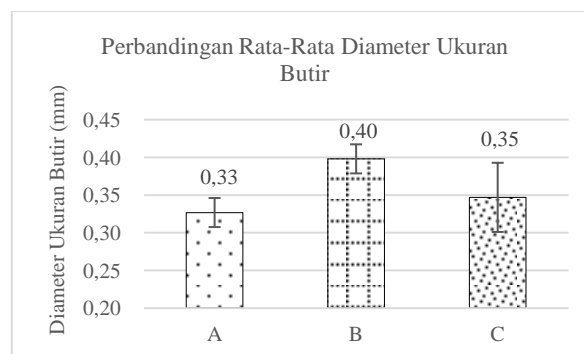 Perbandingan Rata-Rata Diameter Ukuran
Butir
Diameter Ukuran Butir (mm)
0,45
0,40
0,35
0,30
0,25
0,20
0,33
0,40
0,35
A
B
C